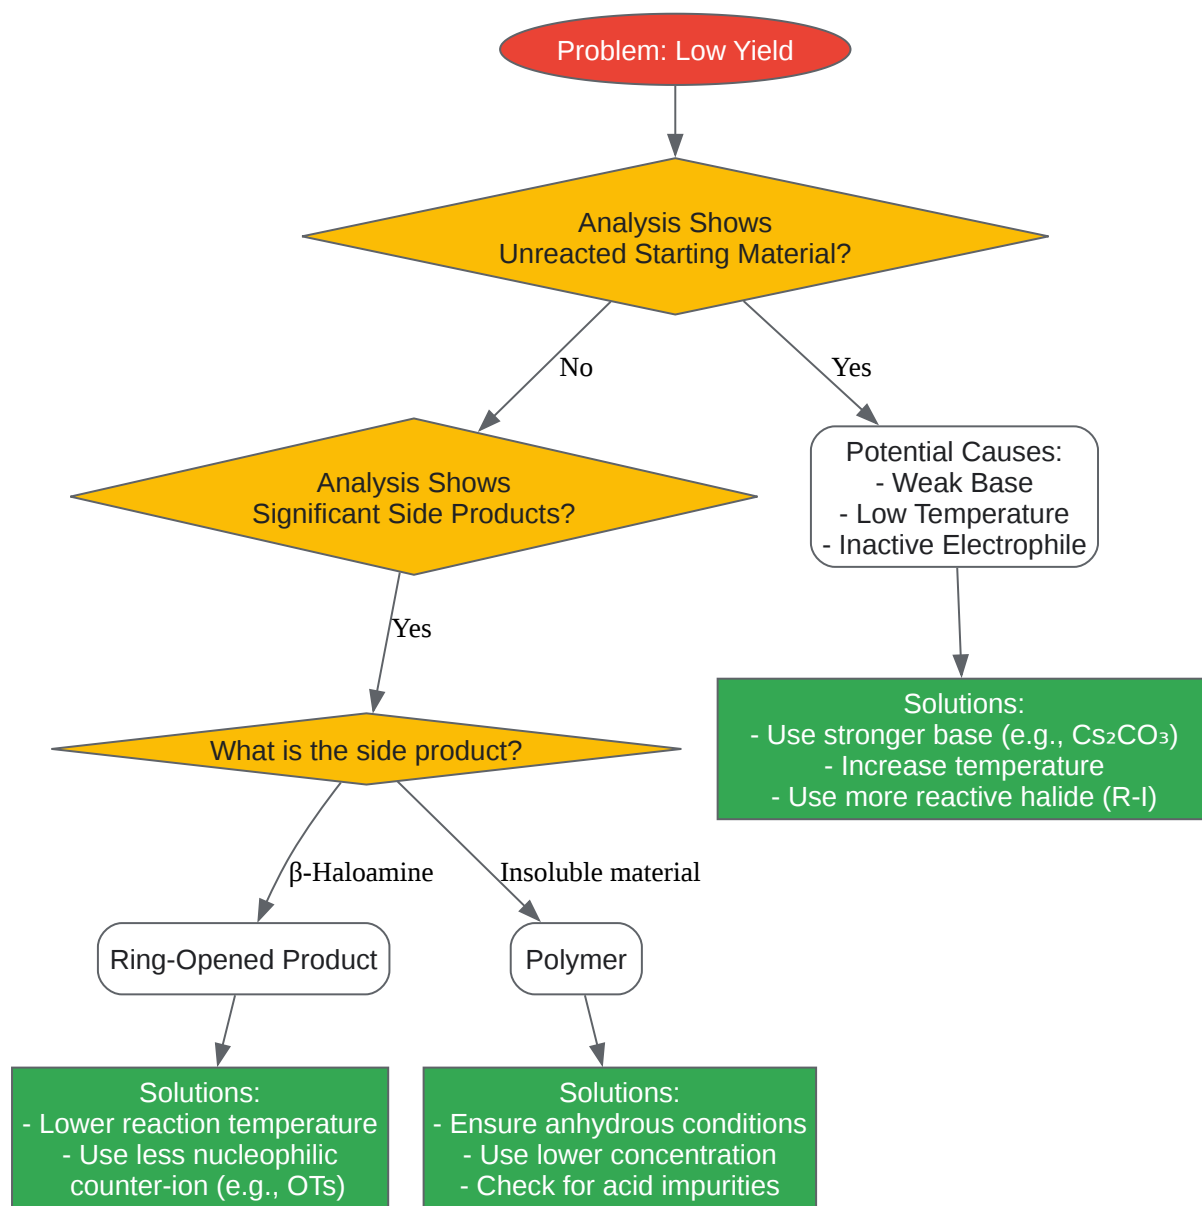 Problem: Low Yield
Analysis Shows
Unreacted Starting Material?
No
Yes
Analysis Shows
Significant Side Products?
Potential Causes:
- Weak Base
- Low Temperature
- Inactive Electrophile
Yes
Solutions:
- Use stronger base (e.g., Cs₂CO₃)
- Increase temperature
- Use more reactive halide (R-I)
What is the side product?
β-Haloamine
Insoluble material
Ring-Opened Product
Polymer
Solutions:
- Lower reaction temperature
- Use less nucleophilic
counter-ion (e.g., OTs)
Solutions:
- Ensure anhydrous conditions
- Use lower concentration
- Check for acid impurities